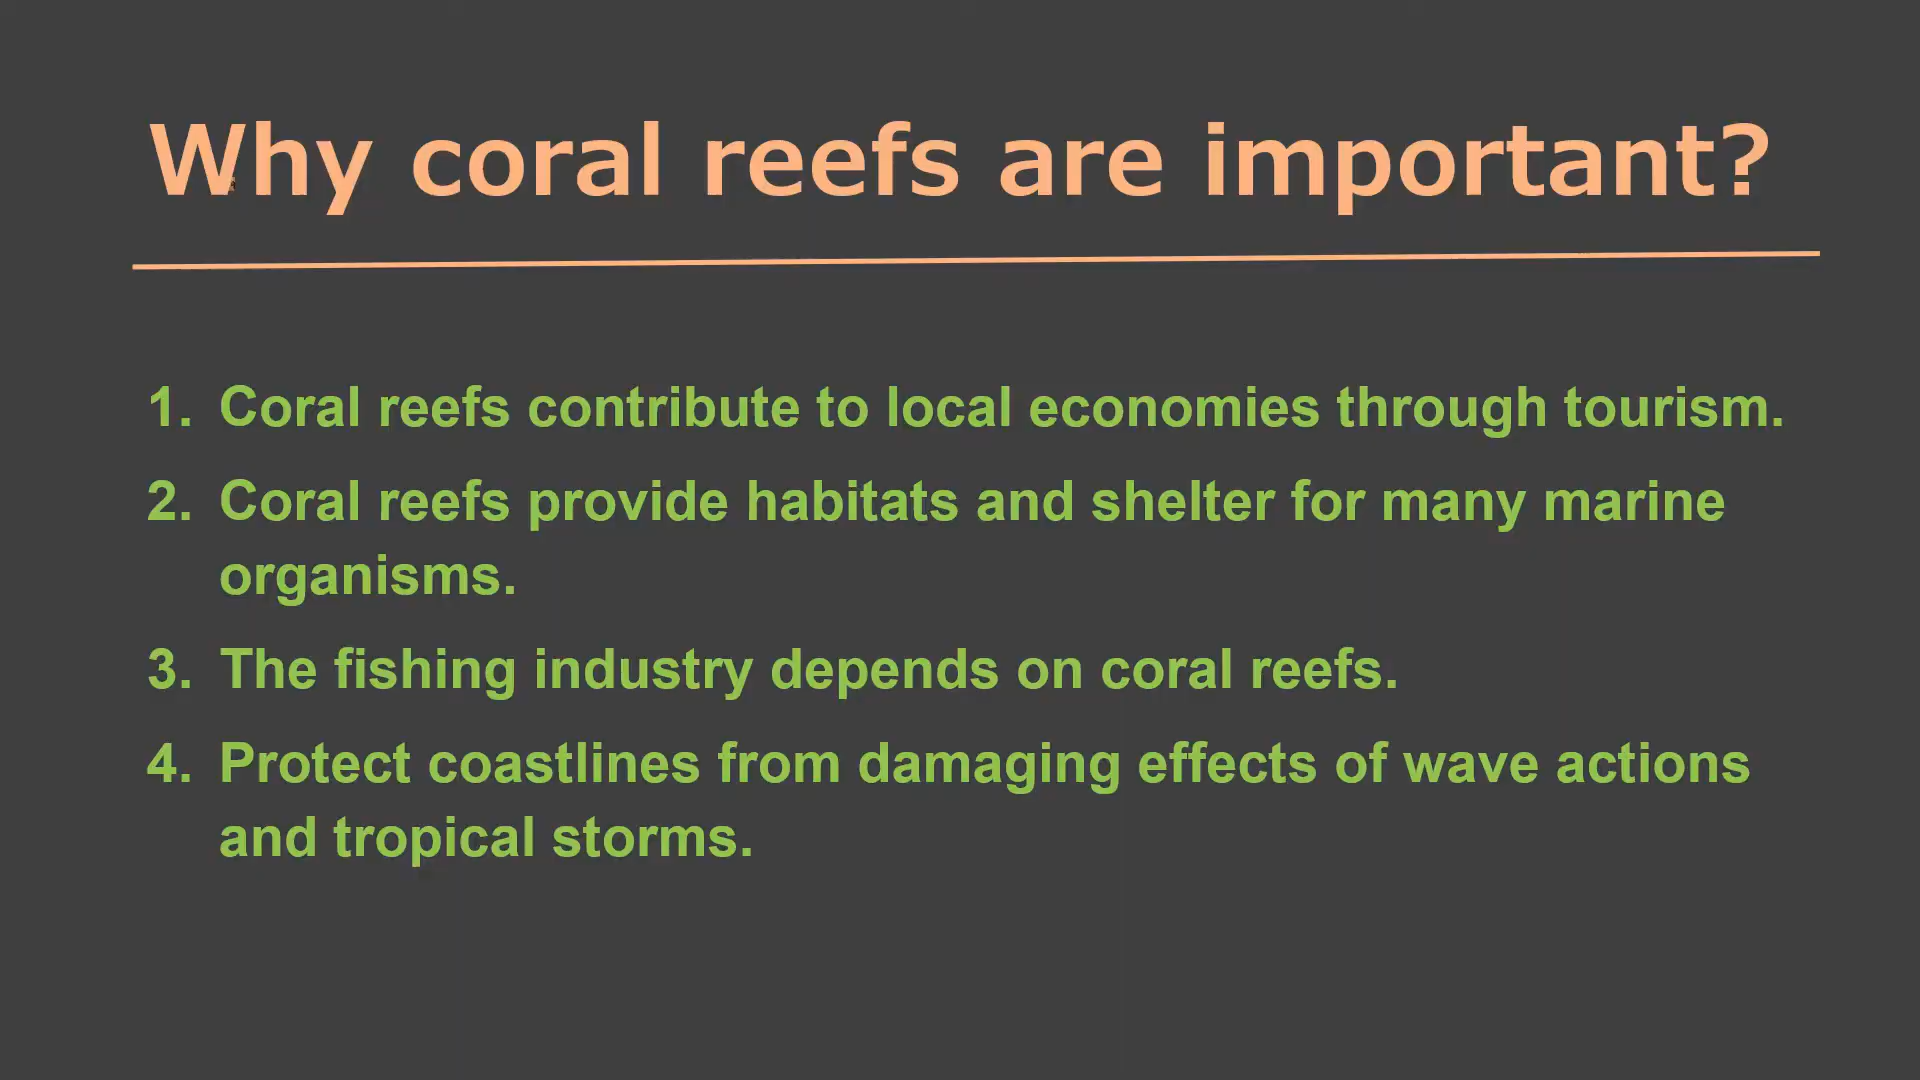 Why coral reefs are important?
1. Coral reefs contribute to local economies through tourism.
2. Coral reefs provide habitats and shelter for many marine
organisms.
3. The fishing industry depends on coral reefs.
4. Protect coastlines from damaging effects of wave actions
and tropical storms.